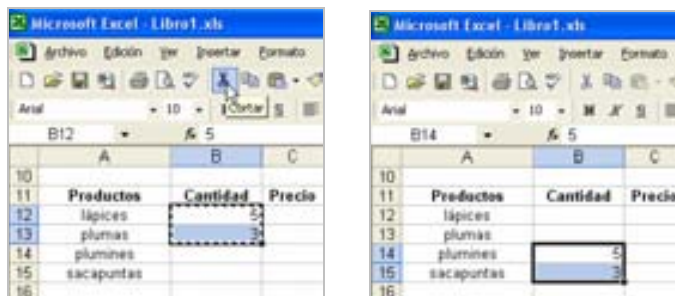 Microsoft Excel - Libro1.xls
Archivo Edición Ver Insertar Formato
Arial 10 Cortar S
B12 fx 5
A B C
10
11 Productos Cantidad Precio
12 lápices 5
13 plumas 3
14 plumines
15 sacapuntas
16
Microsoft Excel - Libro1.xls
Archivo Edición Ver Insertar Formato
Arial 10 N K S
B14 fx 5
A B C
10
11 Productos Cantidad Precio
12 lápices
13 plumas
14 plumines 5
15 sacapuntas 3
16